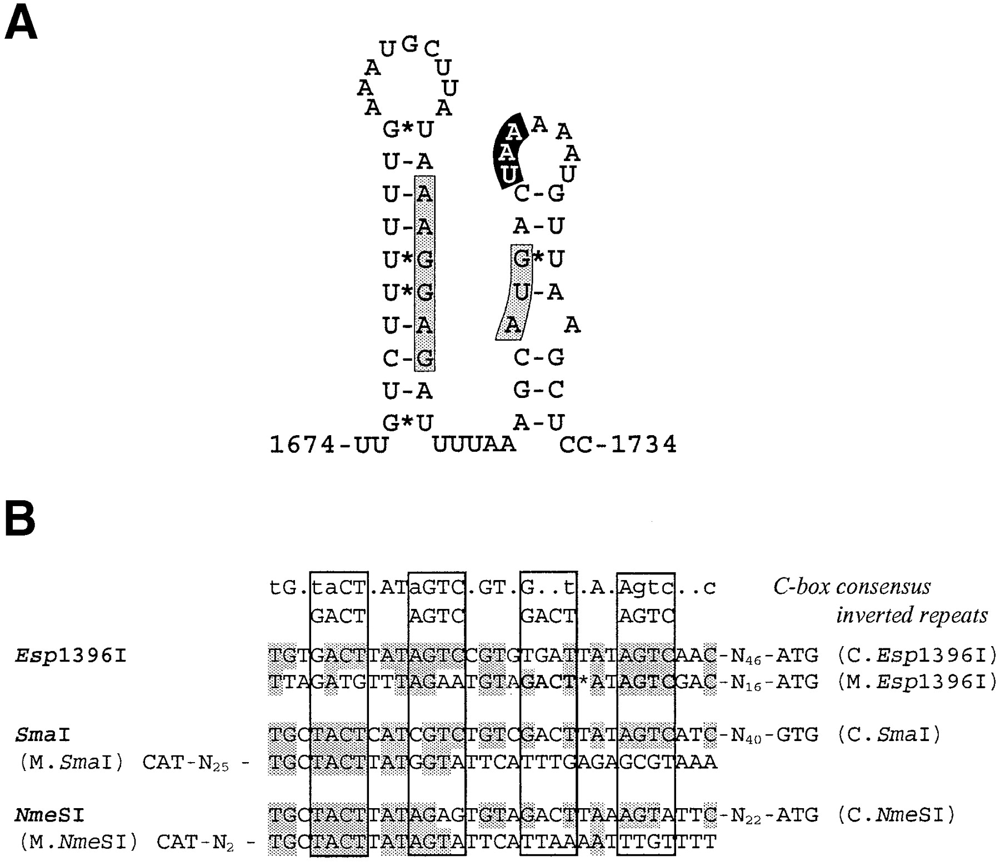 A
U G C
A U
A U
A A
G*U
U-A
U-A
U-A
U*G
U*G
U-A
C-G
U-A
G*U
A A A
A A
U U
C-G
A-U
G*U
U-A
A A
C-G
G-C
A-U
1674-UU UUUAA CC-1734
B
tG.taCT.ATaGTC.GT.G..t.A.Agtc..c C-box consensus
GACT AGTC GACT AGTC inverted repeats
Esp1396I TGTGACTTATAGTCCGTGTGATTATAGTCAAC-N46-ATG (C.Esp1396I)
TTAGATGTTTAGAATGTAGACT*ATAGTCGAC-N16-ATG (M.Esp1396I)
SmaI TGCTACTCATCGTCTGTCGACTTATAGTCATC-N40-GTG (C.SmaI)
(M.SmaI) CAT-N25 - TGCTACTTATGGTATTCATTTGAGAGCGTAAA
NmeSI TGCTACTTATAGAGTGTAGACTTAAAGTATTC-N22-ATG (C.NmeSI)
(M.NmeSI) CAT-N2 - TGCTACTTATAGTATTCATTAAAATTTGTTTT